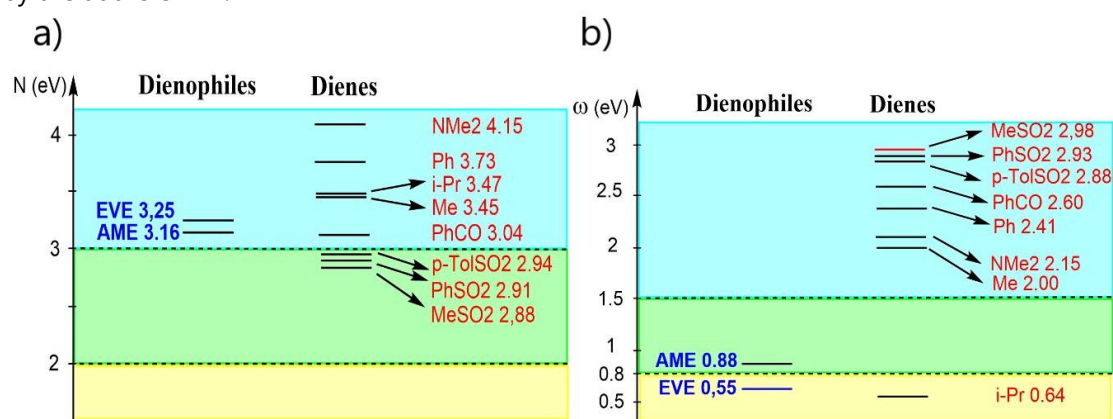 a)
N (eV)
Dienophiles
Dienes
4
3
2
NMe2 4.15
Ph 3.73
i-Pr 3.47
Me 3.45
PhCO 3.04
p-TolSO2 2.94
PhSO2 2.91
MeSO2 2,88
EVE 3,25
AME 3.16
b)
ω (eV)
Dienophiles
Dienes
3
2.5
2
1.5
1
0.8
0.5
MeSO2 2,98
PhSO2 2.93
p-TolSO2 2.88
PhCO 2.60
Ph 2.41
NMe2 2.15
Me 2.00
AME 0.88
EVE 0,55
i-Pr 0.64